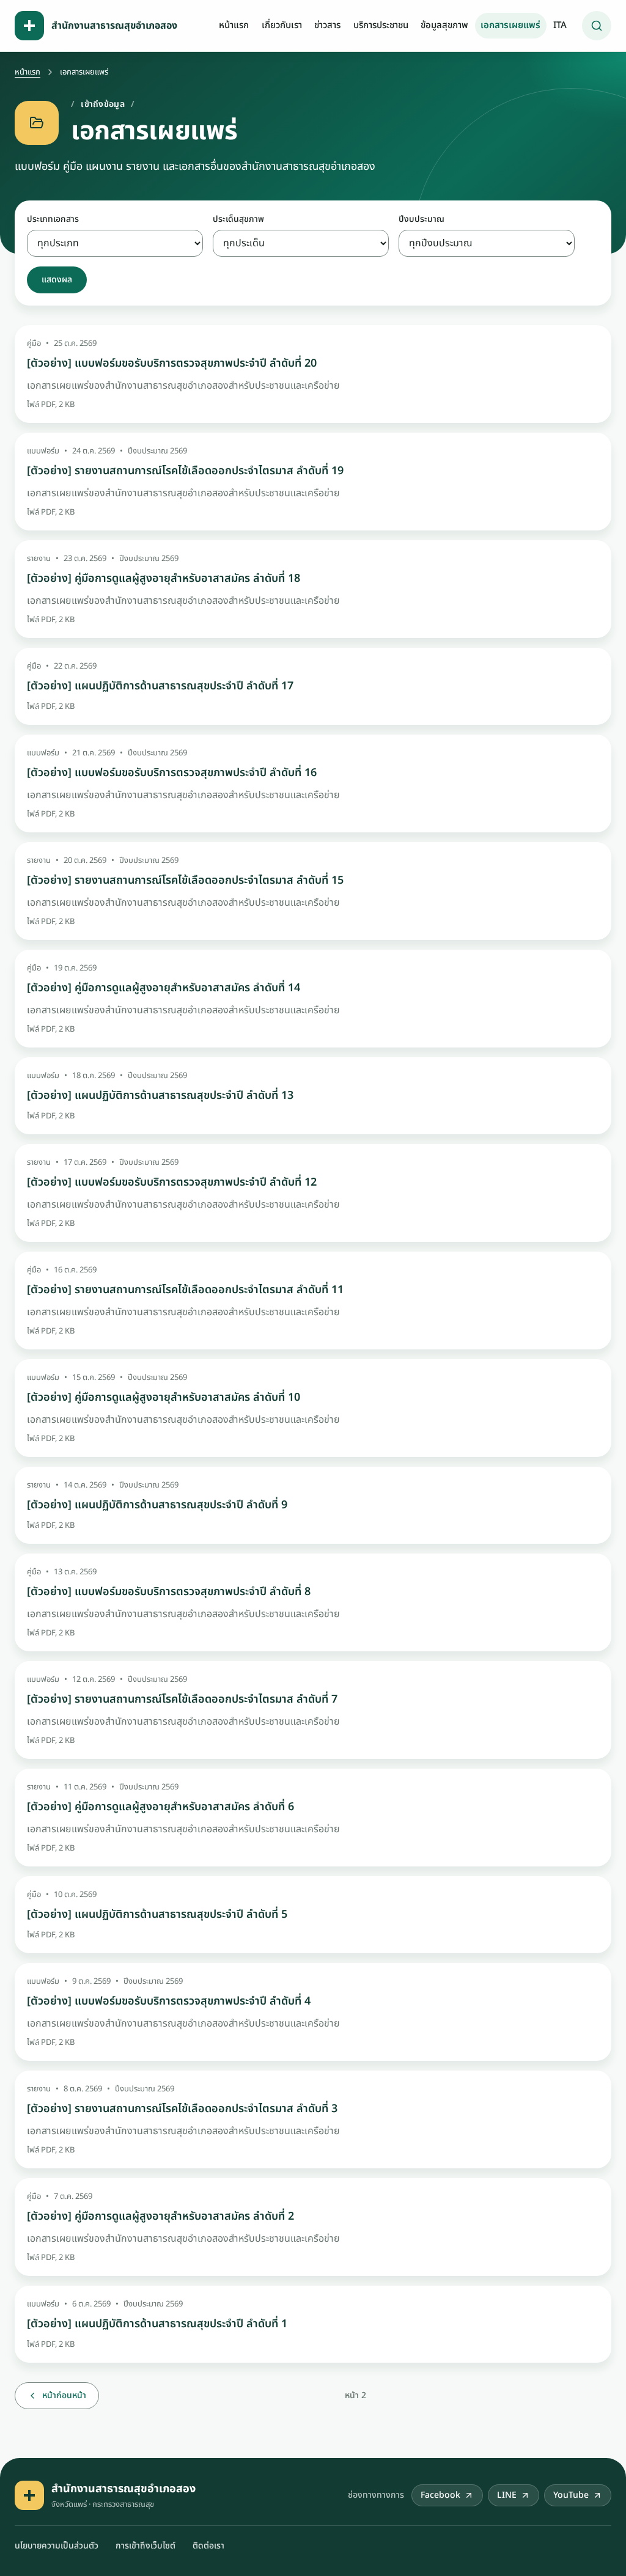 สำนักงานสาธารณสุขอำเภอสอง
หน้าแรก เกี่ยวกับเรา ข่าวสาร บริการประชาชน ข้อมูลสุขภาพ เอกสารเผยแพร่ ITA
หน้าแรก > เอกสารเผยแพร่
/ เข้าถึงข้อมูล /
เอกสารเผยแพร่
แบบฟอร์ม คู่มือ แผนงาน รายงาน และเอกสารอื่นของสำนักงานสาธารณสุขอำเภอสอง
ประเภทเอกสาร ประเด็นสุขภาพ ปีงบประมาณ
ทุกประเภท ทุกประเด็น ทุกปีงบประมาณ
แสดงผล
คู่มือ • 25 ต.ค. 2569
[ตัวอย่าง] แบบฟอร์มขอรับบริการตรวจสุขภาพประจำปี ลำดับที่ 20
เอกสารเผยแพร่ของสำนักงานสาธารณสุขอำเภอสองสำหรับประชาชนและเครือข่าย
ไฟล์ PDF, 2 KB
แบบฟอร์ม • 24 ต.ค. 2569 • ปีงบประมาณ 2569
[ตัวอย่าง] รายงานสถานการณ์โรคไข้เลือดออกประจำไตรมาส ลำดับที่ 19
เอกสารเผยแพร่ของสำนักงานสาธารณสุขอำเภอสองสำหรับประชาชนและเครือข่าย
ไฟล์ PDF, 2 KB
รายงาน • 23 ต.ค. 2569 • ปีงบประมาณ 2569
[ตัวอย่าง] คู่มือการดูแลผู้สูงอายุสำหรับอาสาสมัคร ลำดับที่ 18
เอกสารเผยแพร่ของสำนักงานสาธารณสุขอำเภอสองสำหรับประชาชนและเครือข่าย
ไฟล์ PDF, 2 KB
คู่มือ • 22 ต.ค. 2569
[ตัวอย่าง] แผนปฏิบัติการด้านสาธารณสุขประจำปี ลำดับที่ 17
ไฟล์ PDF, 2 KB
แบบฟอร์ม • 21 ต.ค. 2569 • ปีงบประมาณ 2569
[ตัวอย่าง] แบบฟอร์มขอรับบริการตรวจสุขภาพประจำปี ลำดับที่ 16
เอกสารเผยแพร่ของสำนักงานสาธารณสุขอำเภอสองสำหรับประชาชนและเครือข่าย
ไฟล์ PDF, 2 KB
รายงาน • 20 ต.ค. 2569 • ปีงบประมาณ 2569
[ตัวอย่าง] รายงานสถานการณ์โรคไข้เลือดออกประจำไตรมาส ลำดับที่ 15
เอกสารเผยแพร่ของสำนักงานสาธารณสุขอำเภอสองสำหรับประชาชนและเครือข่าย
ไฟล์ PDF, 2 KB
คู่มือ • 19 ต.ค. 2569
[ตัวอย่าง] คู่มือการดูแลผู้สูงอายุสำหรับอาสาสมัคร ลำดับที่ 14
เอกสารเผยแพร่ของสำนักงานสาธารณสุขอำเภอสองสำหรับประชาชนและเครือข่าย
ไฟล์ PDF, 2 KB
แบบฟอร์ม • 18 ต.ค. 2569 • ปีงบประมาณ 2569
[ตัวอย่าง] แผนปฏิบัติการด้านสาธารณสุขประจำปี ลำดับที่ 13
ไฟล์ PDF, 2 KB
รายงาน • 17 ต.ค. 2569 • ปีงบประมาณ 2569
[ตัวอย่าง] แบบฟอร์มขอรับบริการตรวจสุขภาพประจำปี ลำดับที่ 12
เอกสารเผยแพร่ของสำนักงานสาธารณสุขอำเภอสองสำหรับประชาชนและเครือข่าย
ไฟล์ PDF, 2 KB
คู่มือ • 16 ต.ค. 2569
[ตัวอย่าง] รายงานสถานการณ์โรคไข้เลือดออกประจำไตรมาส ลำดับที่ 11
เอกสารเผยแพร่ของสำนักงานสาธารณสุขอำเภอสองสำหรับประชาชนและเครือข่าย
ไฟล์ PDF, 2 KB
แบบฟอร์ม • 15 ต.ค. 2569 • ปีงบประมาณ 2569
[ตัวอย่าง] คู่มือการดูแลผู้สูงอายุสำหรับอาสาสมัคร ลำดับที่ 10
เอกสารเผยแพร่ของสำนักงานสาธารณสุขอำเภอสองสำหรับประชาชนและเครือข่าย
ไฟล์ PDF, 2 KB
รายงาน • 14 ต.ค. 2569 • ปีงบประมาณ 2569
[ตัวอย่าง] แผนปฏิบัติการด้านสาธารณสุขประจำปี ลำดับที่ 9
ไฟล์ PDF, 2 KB
คู่มือ • 13 ต.ค. 2569
[ตัวอย่าง] แบบฟอร์มขอรับบริการตรวจสุขภาพประจำปี ลำดับที่ 8
เอกสารเผยแพร่ของสำนักงานสาธารณสุขอำเภอสองสำหรับประชาชนและเครือข่าย
ไฟล์ PDF, 2 KB
แบบฟอร์ม • 12 ต.ค. 2569 • ปีงบประมาณ 2569
[ตัวอย่าง] รายงานสถานการณ์โรคไข้เลือดออกประจำไตรมาส ลำดับที่ 7
เอกสารเผยแพร่ของสำนักงานสาธารณสุขอำเภอสองสำหรับประชาชนและเครือข่าย
ไฟล์ PDF, 2 KB
รายงาน • 11 ต.ค. 2569 • ปีงบประมาณ 2569
[ตัวอย่าง] คู่มือการดูแลผู้สูงอายุสำหรับอาสาสมัคร ลำดับที่ 6
เอกสารเผยแพร่ของสำนักงานสาธารณสุขอำเภอสองสำหรับประชาชนและเครือข่าย
ไฟล์ PDF, 2 KB
คู่มือ • 10 ต.ค. 2569
[ตัวอย่าง] แผนปฏิบัติการด้านสาธารณสุขประจำปี ลำดับที่ 5
ไฟล์ PDF, 2 KB
แบบฟอร์ม • 9 ต.ค. 2569 • ปีงบประมาณ 2569
[ตัวอย่าง] แบบฟอร์มขอรับบริการตรวจสุขภาพประจำปี ลำดับที่ 4
เอกสารเผยแพร่ของสำนักงานสาธารณสุขอำเภอสองสำหรับประชาชนและเครือข่าย
ไฟล์ PDF, 2 KB
รายงาน • 8 ต.ค. 2569 • ปีงบประมาณ 2569
[ตัวอย่าง] รายงานสถานการณ์โรคไข้เลือดออกประจำไตรมาส ลำดับที่ 3
เอกสารเผยแพร่ของสำนักงานสาธารณสุขอำเภอสองสำหรับประชาชนและเครือข่าย
ไฟล์ PDF, 2 KB
คู่มือ • 7 ต.ค. 2569
[ตัวอย่าง] คู่มือการดูแลผู้สูงอายุสำหรับอาสาสมัคร ลำดับที่ 2
เอกสารเผยแพร่ของสำนักงานสาธารณสุขอำเภอสองสำหรับประชาชนและเครือข่าย
ไฟล์ PDF, 2 KB
แบบฟอร์ม • 6 ต.ค. 2569 • ปีงบประมาณ 2569
[ตัวอย่าง] แผนปฏิบัติการด้านสาธารณสุขประจำปี ลำดับที่ 1
ไฟล์ PDF, 2 KB
หน้าก่อนหน้า หน้า 2
สำนักงานสาธารณสุขอำเภอสอง
จังหวัดแพร่ · กระทรวงสาธารณสุข
ช่องทางทางการ Facebook LINE YouTube
นโยบายความเป็นส่วนตัว การเข้าถึงเว็บไซต์ ติดต่อเรา